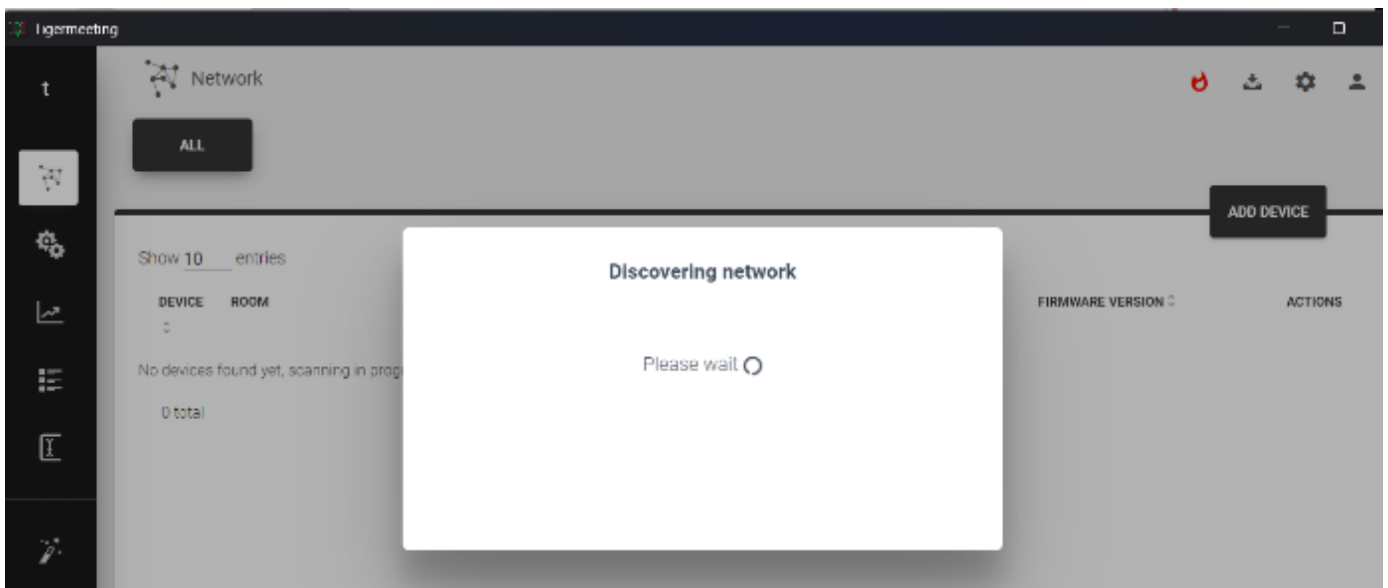 Tigermeeting
t
Network
ALL
ADD DEVICE
Show 10 entries
Discovering network
DEVICE ROOM FIRMWARE VERSION ACTIONS
No devices found yet, scanning in prog
Please wait
0 total